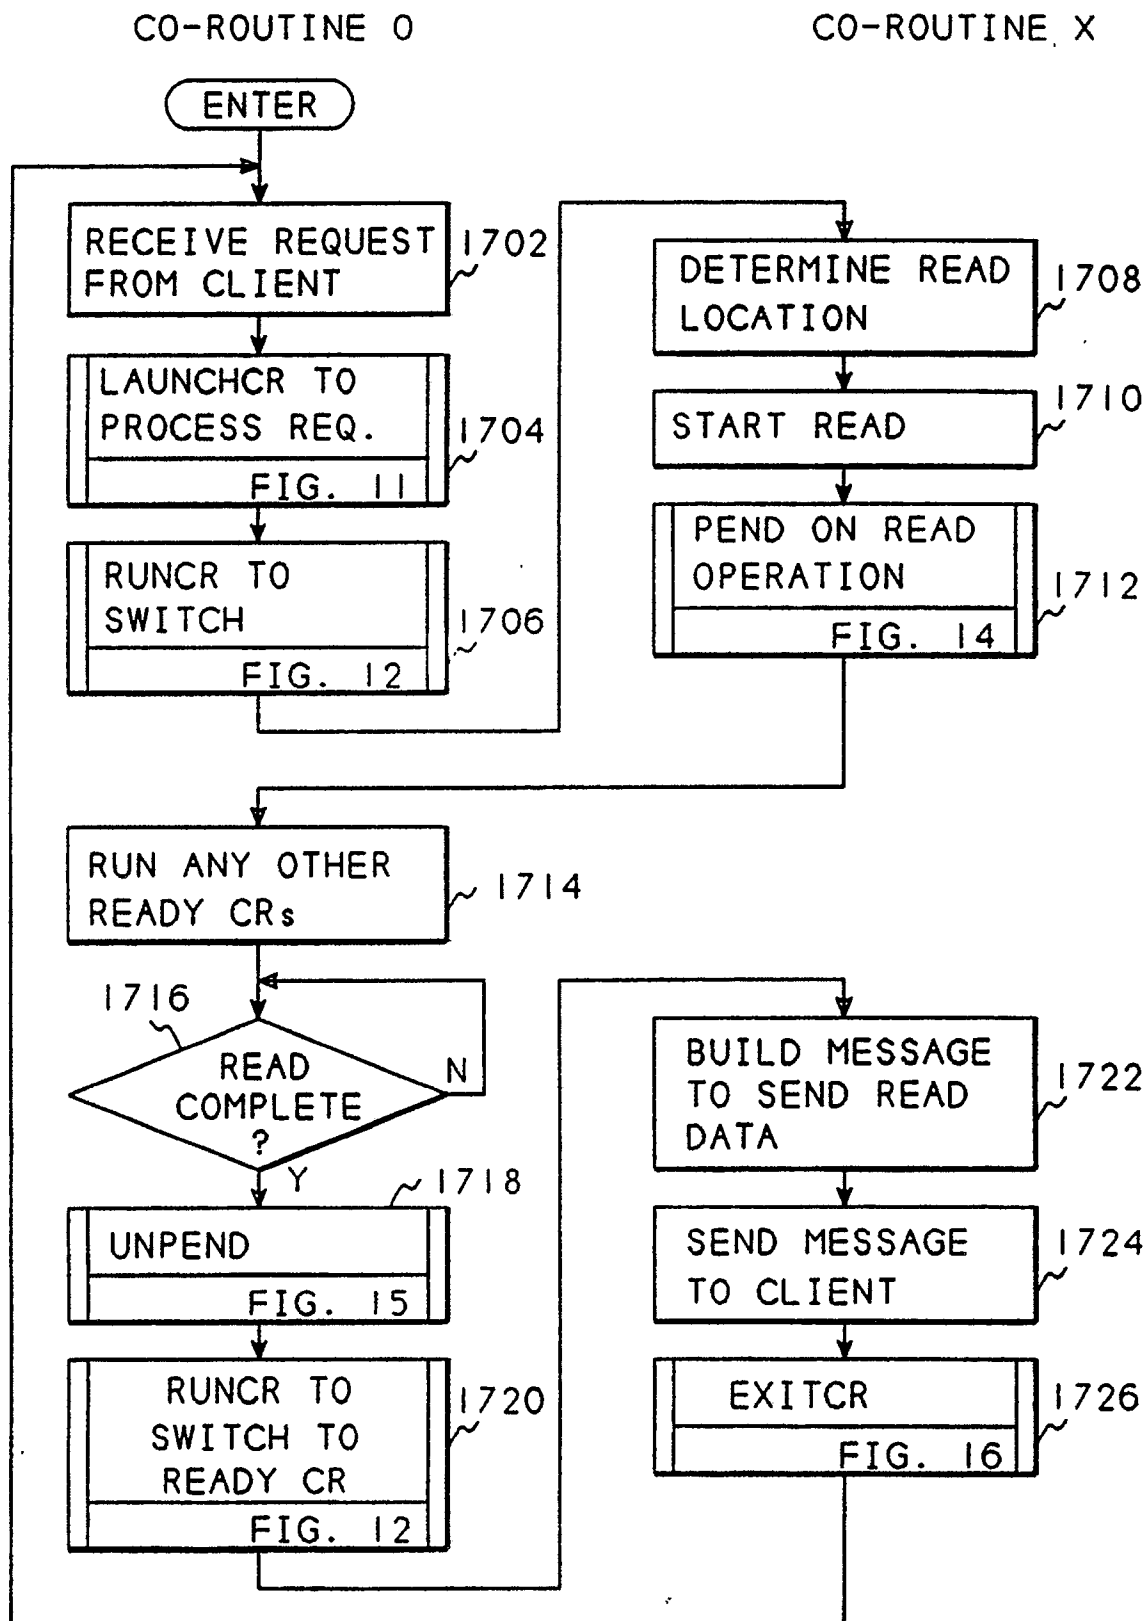 CO-ROUTINE 0
CO-ROUTINE X
ENTER
RECEIVE REQUEST
FROM CLIENT
1702
LAUNCHCR TO
PROCESS REQ.
FIG. 11
1704
RUNCR TO
SWITCH
FIG. 12
1706
DETERMINE READ
LOCATION
1708
START READ
1710
PEND ON READ
OPERATION
FIG. 14
1712
RUN ANY OTHER
READY CRs
1714
1716
READ
COMPLETE
?
N
Y
1718
UNPEND
FIG. 15
RUNCR TO
SWITCH TO
READY CR
FIG. 12
1720
BUILD MESSAGE
TO SEND READ
DATA
1722
SEND MESSAGE
TO CLIENT
1724
EXITCR
FIG. 16
1726